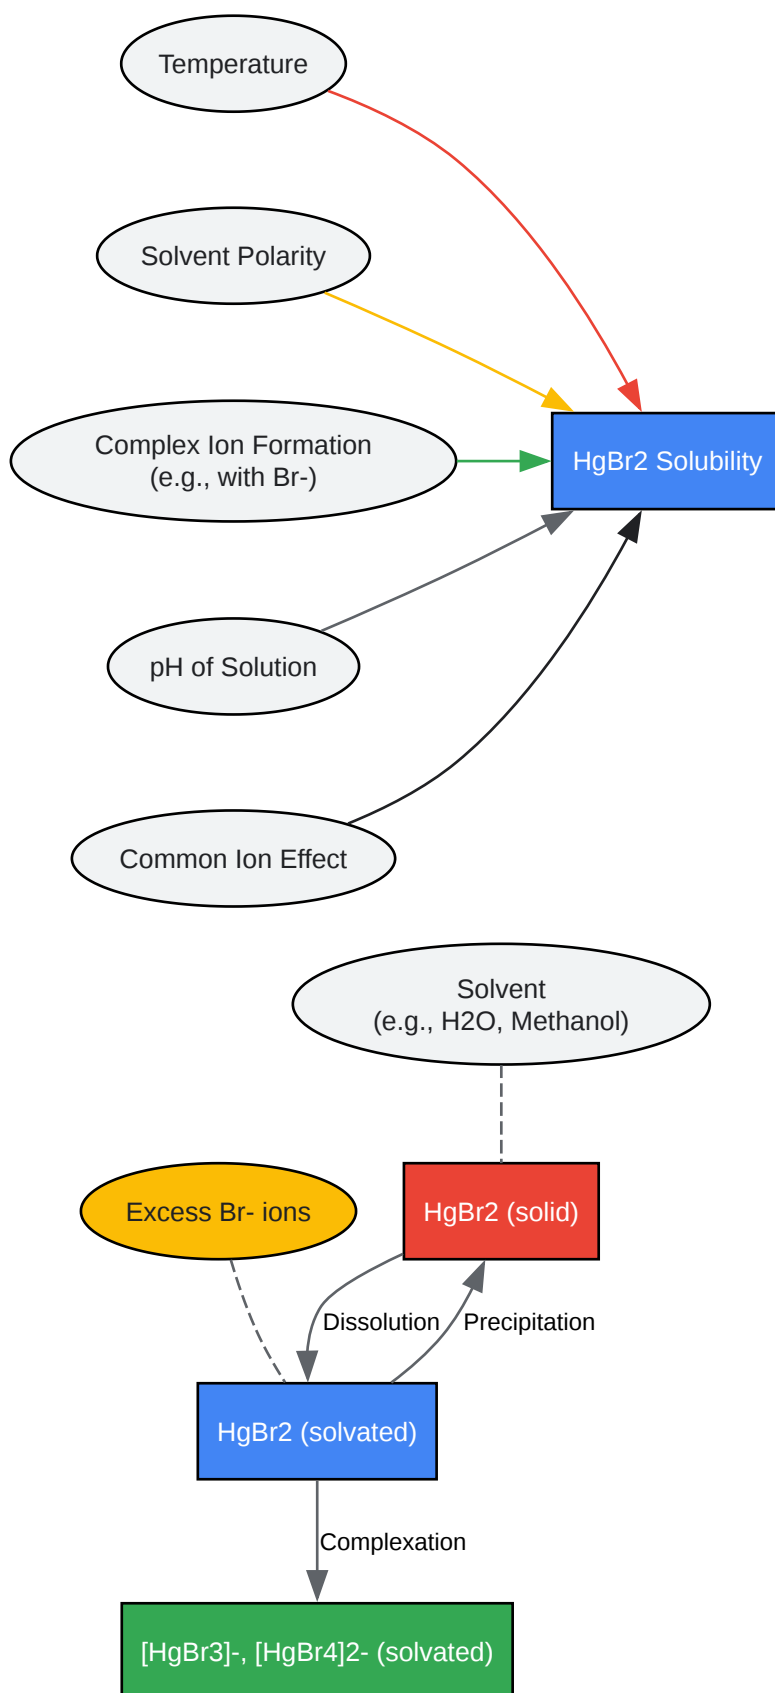 Temperature
Solvent Polarity
Complex Ion Formation
(e.g., with Br-)
HgBr2 Solubility
pH of Solution
Common Ion Effect
Solvent
(e.g., H2O, Methanol)
Excess Br- ions
HgBr2 (solid)
Dissolution
Precipitation
HgBr2 (solvated)
Complexation
[HgBr3]-, [HgBr4]2- (solvated)